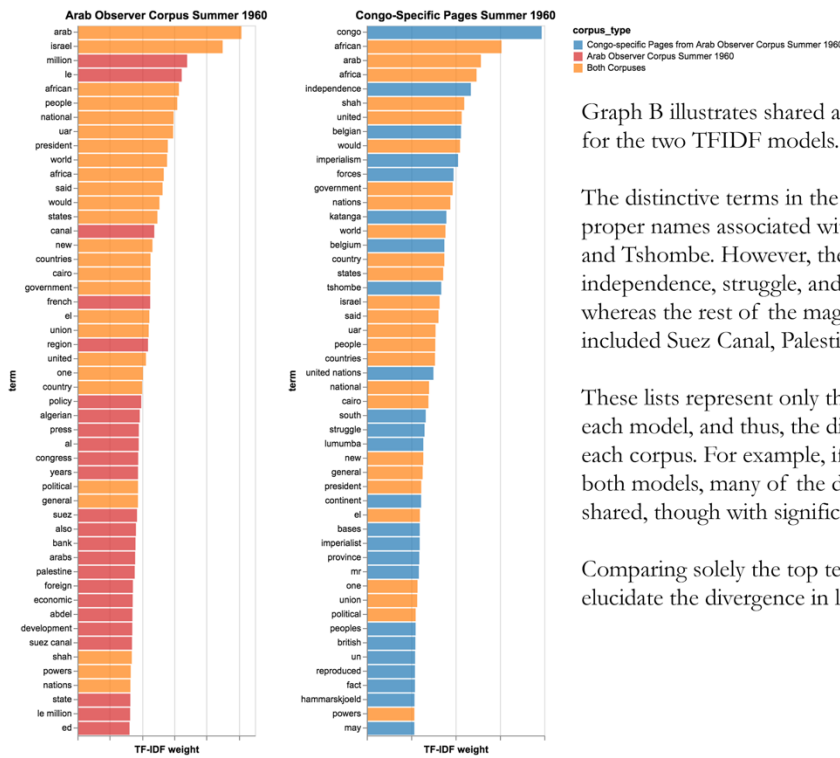 Arab Observer Corpus Summer 1960
arab
israel
million
le
african
people
national
uar
president
world
africa
said
would
states
canal
new
countries
cairo
government
french
el
union
region
united
one
country
policy
algerian
press
al
congress
years
political
general
suez
also
bank
arabs
palestine
foreign
economic
abdel
development
suez canal
shah
powers
nations
state
le million
ed
term
TF-IDF weight
Congo-Specific Pages Summer 1960
congo
african
arab
africa
independence
shah
united
belgian
would
imperialism
forces
government
nations
katanga
world
belgium
country
states
tshombe
israel
said
uar
people
countries
united nations
national
cairo
south
struggle
lumumba
new
general
president
continent
el
bases
imperialist
province
mr
one
union
political
peoples
british
un
reproduced
fact
hammarskjoeld
powers
may
term
TF-IDF weight
corpus_type
Congo-specific Pages from Arab Observer Corpus Summer 1960
Arab Observer Corpus Summer 1960
Both Corpuses
Graph B illustrates shared a
for the two TFIDF models.
The distinctive terms in the
proper names associated wi
and Tshombe. However, the
independence, struggle, and
whereas the rest of the mag
included Suez Canal, Palesti
These lists represent only th
each model, and thus, the di
each corpus. For example, i
both models, many of the d
shared, though with signific
Comparing solely the top te
elucidate the divergence in l